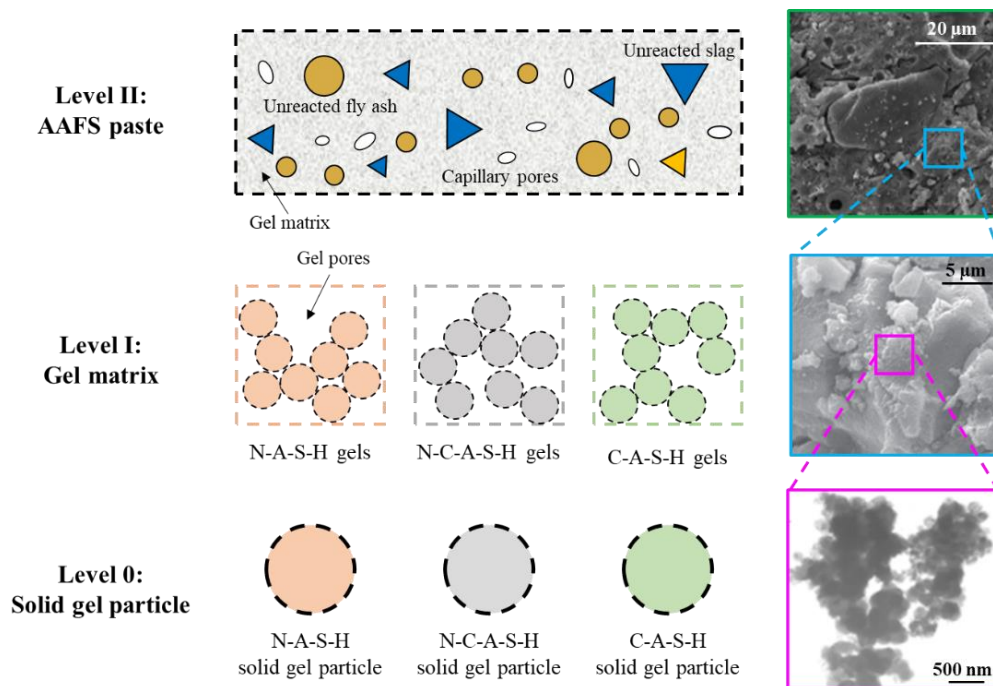 Level II:
AAFS paste
Unreacted slag
Unreacted fly ash
Capillary pores
Gel matrix
20 μm
Level I:
Gel matrix
Gel pores
N-A-S-H gels
N-C-A-S-H gels
C-A-S-H gels
5 μm
Level 0:
Solid gel particle
N-A-S-H
solid gel particle
N-C-A-S-H
solid gel particle
C-A-S-H
solid gel particle
500 nm